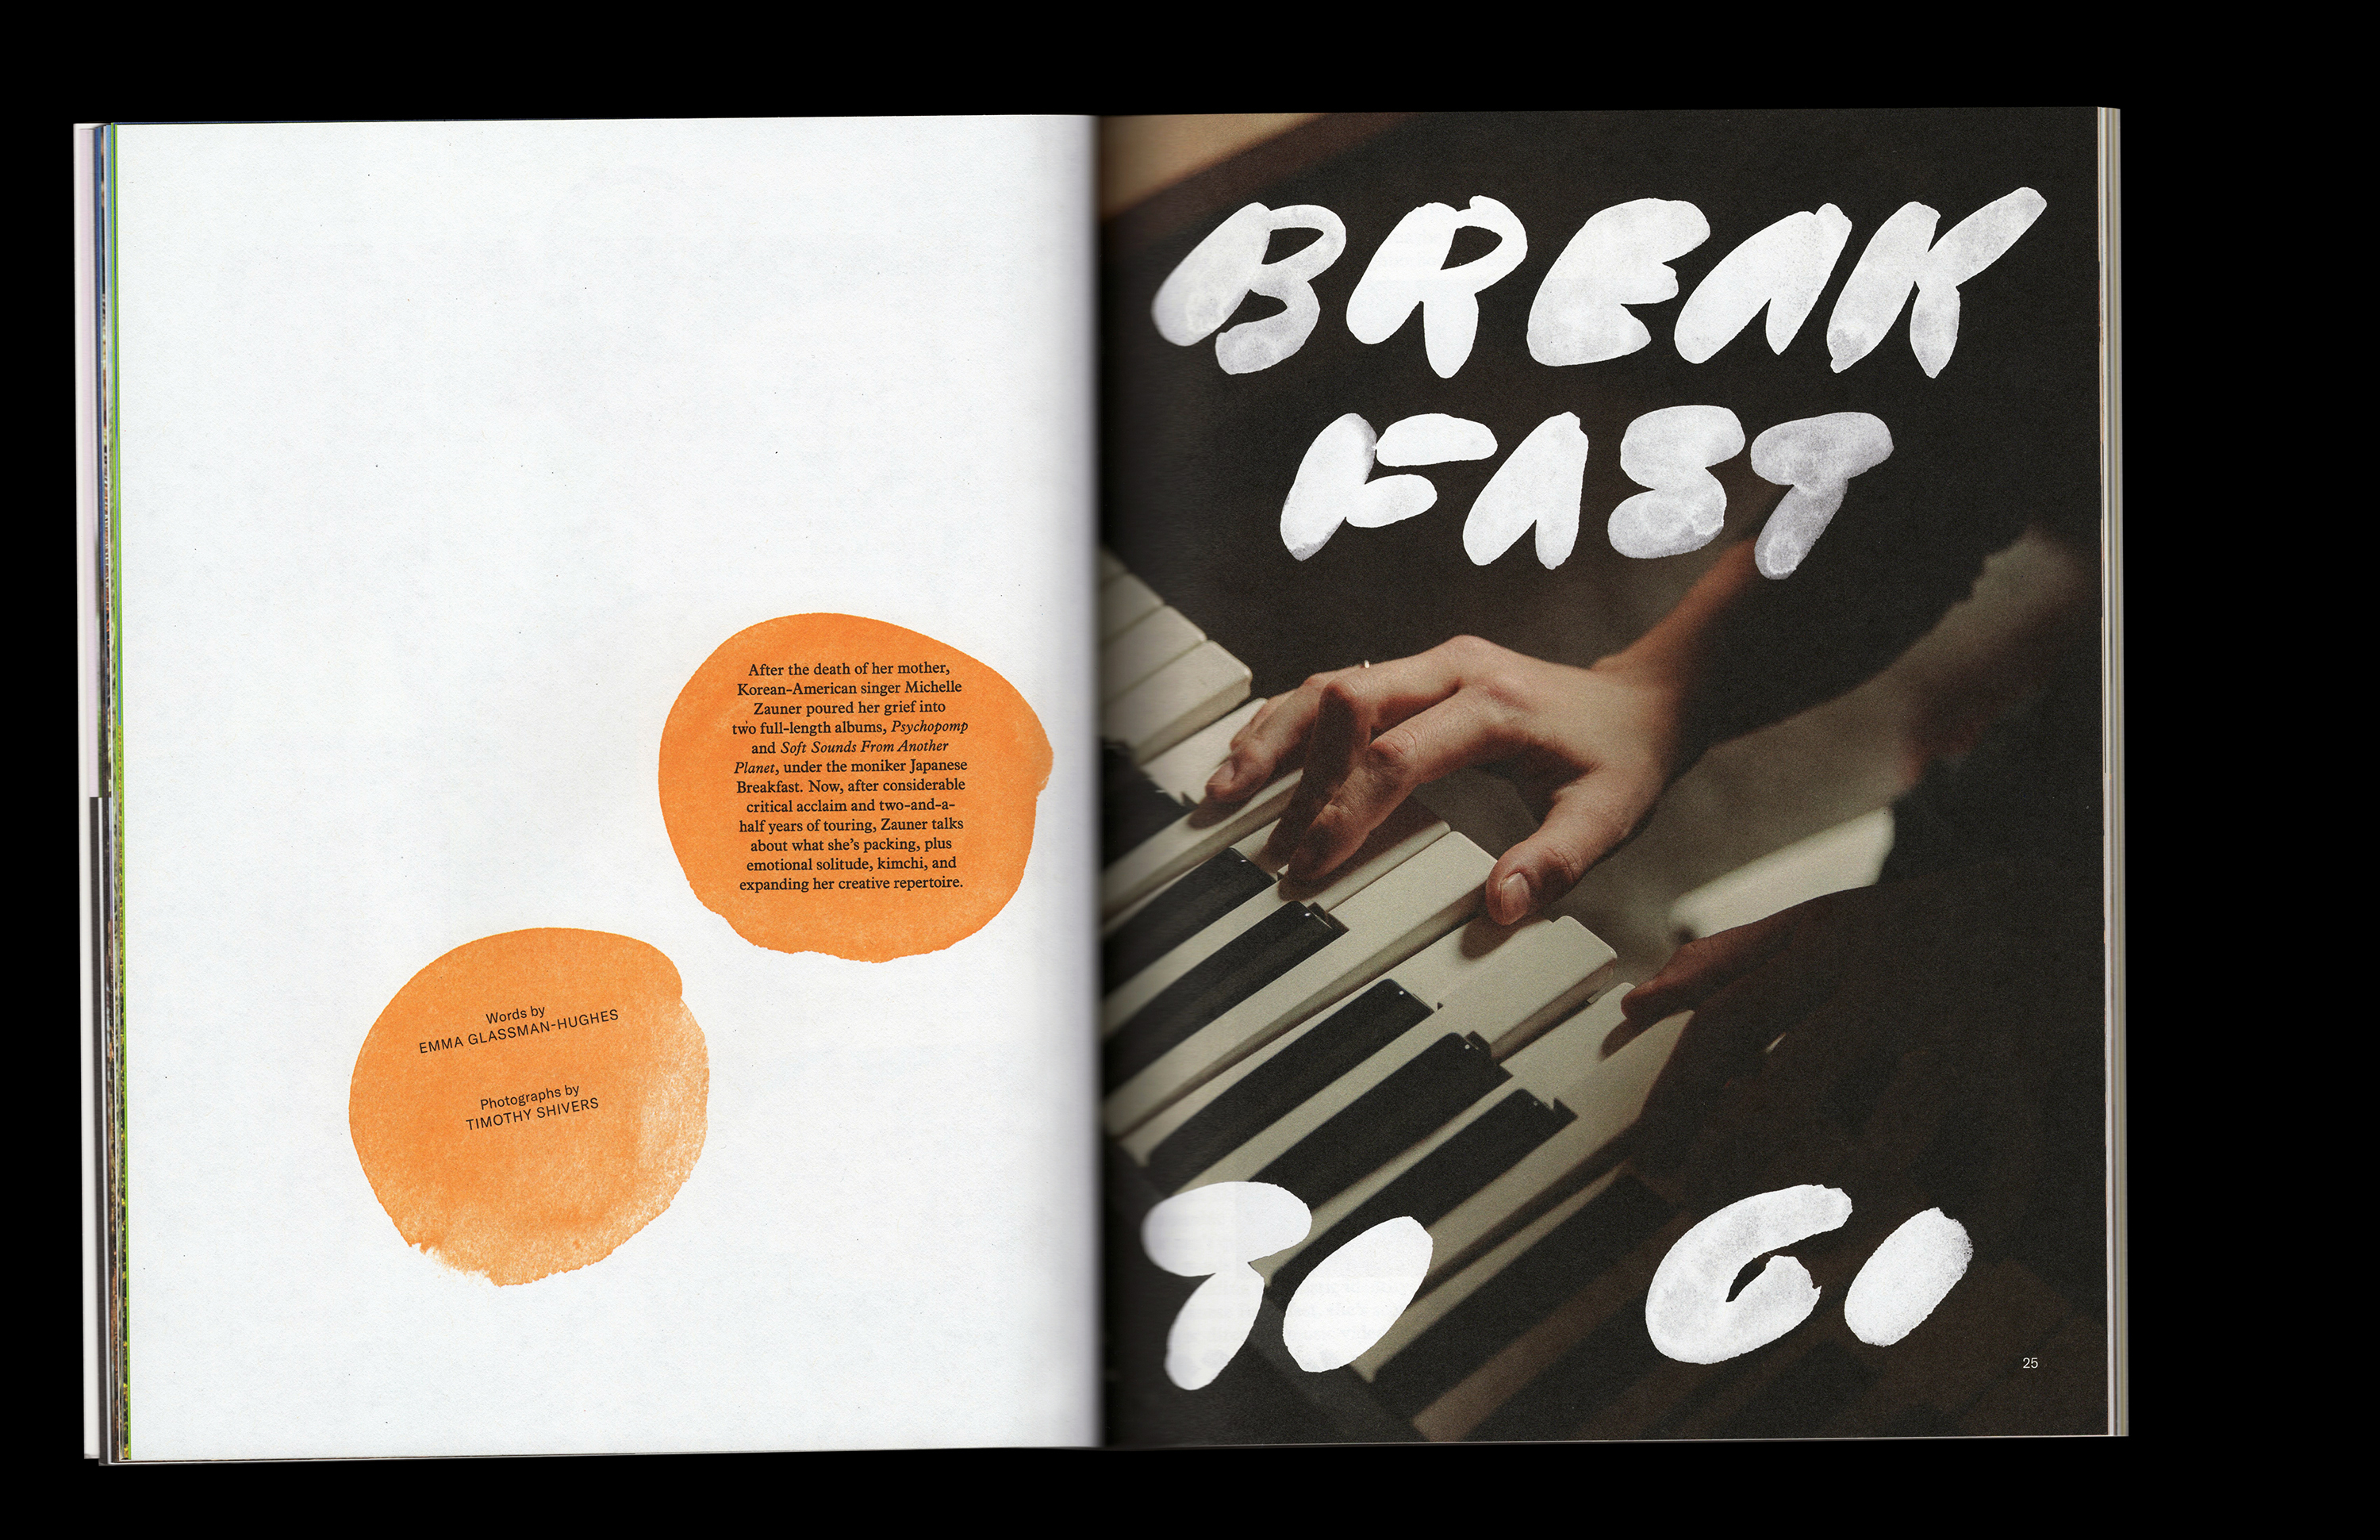 After the death of her mother,
Korean-American singer Michelle
Zauner poured her grief into
two full-length albums, Psychopomp
and Soft Sounds From Another
Planet, under the moniker Japanese
Breakfast. Now, after considerable
critical acclaim and two-and-a-
half years of touring, Zauner talks
about what she’s packing, plus
emotional solitude, kimchi, and
expanding her creative repertoire.
Words by
EMMA GLASSMAN-HUGHES
Photographs by
TIMOTHY SHIVERS
BREAK
FAST
TO GO
25